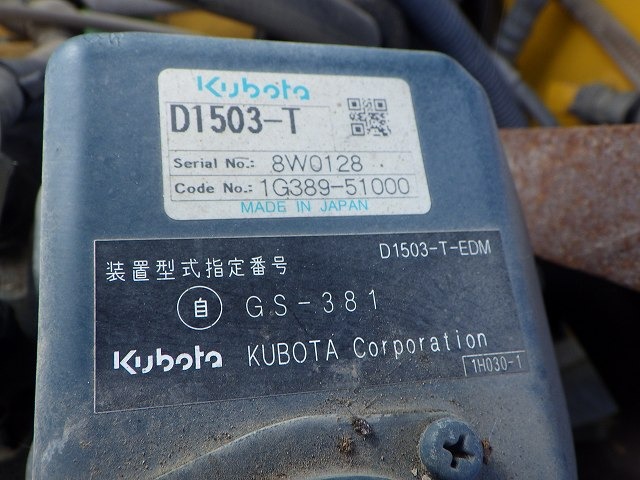 Kubota
D1503-T
Serial No.: 8W0128
Code No.: 1G389-51000
MADE IN JAPAN
D1503-T-EDM
装置型式指定番号
自 GS-381
Kubota KUBOTA Corporation
1H030-1